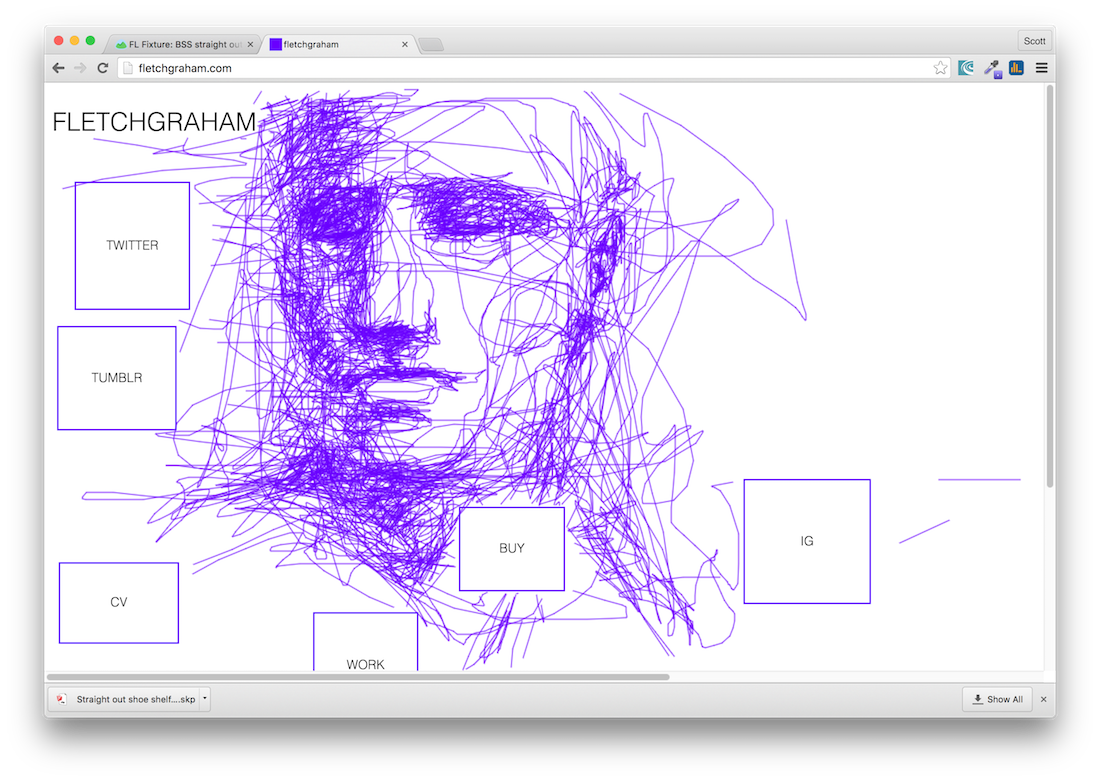 FL Fixture: BSS straight out
fletchgraham
Scott
fletchgraham.com
FLETCHGRAHAM
TWITTER
TUMBLR
BUY
IG
CV
WORK
Straight out shoe shelf....skp
Show All